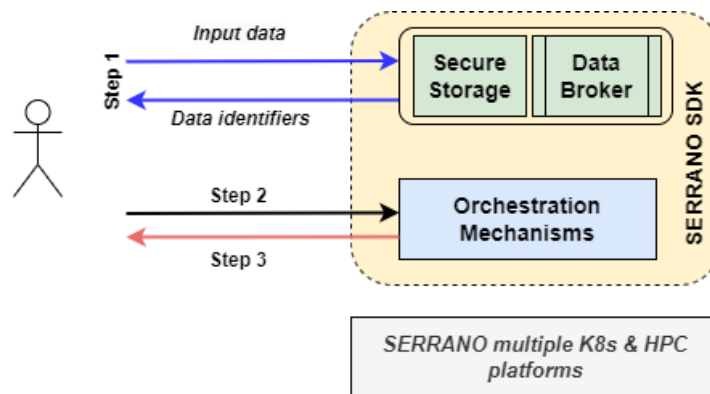 Input data
Step 1
Data identifiers
Secure
Storage
Data
Broker
SERRANO SDK
Step 2
Orchestration
Mechanisms
Step 3
SERRANO multiple K8s & HPC
platforms